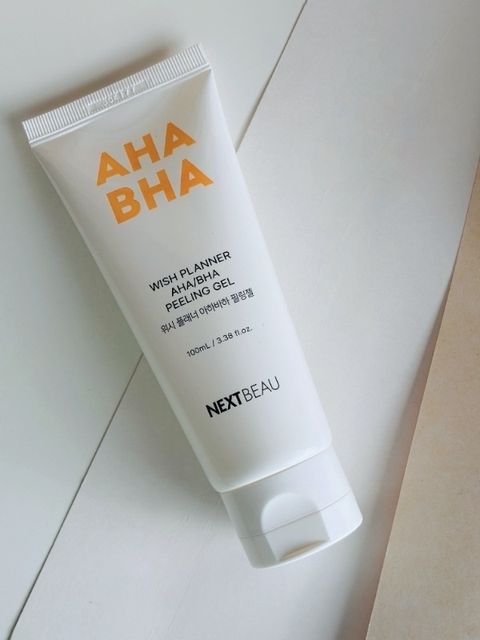 AHA
BHA
WISH PLANNER
AHA/BHA
PEELING GEL
위시 플래너 아하바하 필링젤
100mL / 3.38 fl.oz.
NEXTBEAU